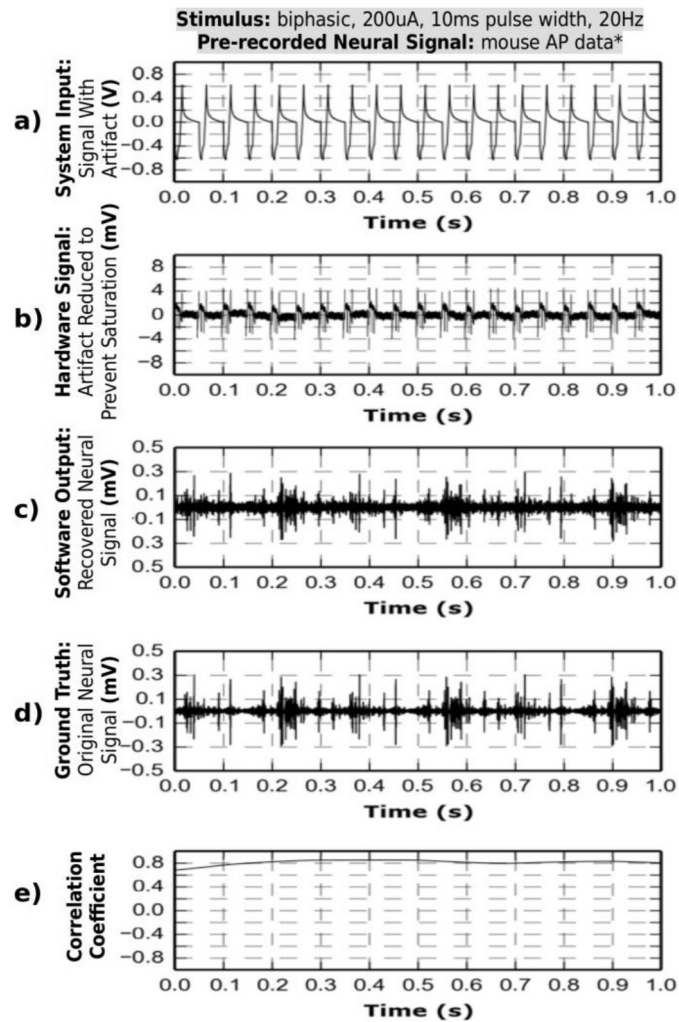 Stimulus: biphasic, 200uA, 10ms pulse width, 20Hz
Pre-recorded Neural Signal: mouse AP data*
a)
System Input:
Signal With
Artifact (V)
0.8
0.4
0.0
−0.4
−0.8
0.0 0.1 0.2 0.3 0.4 0.5 0.6 0.7 0.8 0.9 1.0
Time (s)
b)
Hardware Signal:
Artifact Reduced to
Prevent Saturation (mV)
8
4
0
−4
−8
0.0 0.1 0.2 0.3 0.4 0.5 0.6 0.7 0.8 0.9 1.0
Time (s)
c)
Software Output:
Recovered Neural
Signal (mV)
0.5
0.3
0.1
-0.1
0.3
0.5
0.0 0.1 0.2 0.3 0.4 0.5 0.6 0.7 0.8 0.9 1.0
Time (s)
d)
Ground Truth:
Original Neural
Signal (mV)
0.5
0.3
0.1
−0.1
−0.3
−0.5
0.0 0.1 0.2 0.3 0.4 0.5 0.6 0.7 0.8 0.9 1.0
Time (s)
e)
Correlation
Coefficient
0.8
0.4
0.0
−0.4
−0.8
0.0 0.1 0.2 0.3 0.4 0.5 0.6 0.7 0.8 0.9 1.0
Time (s)